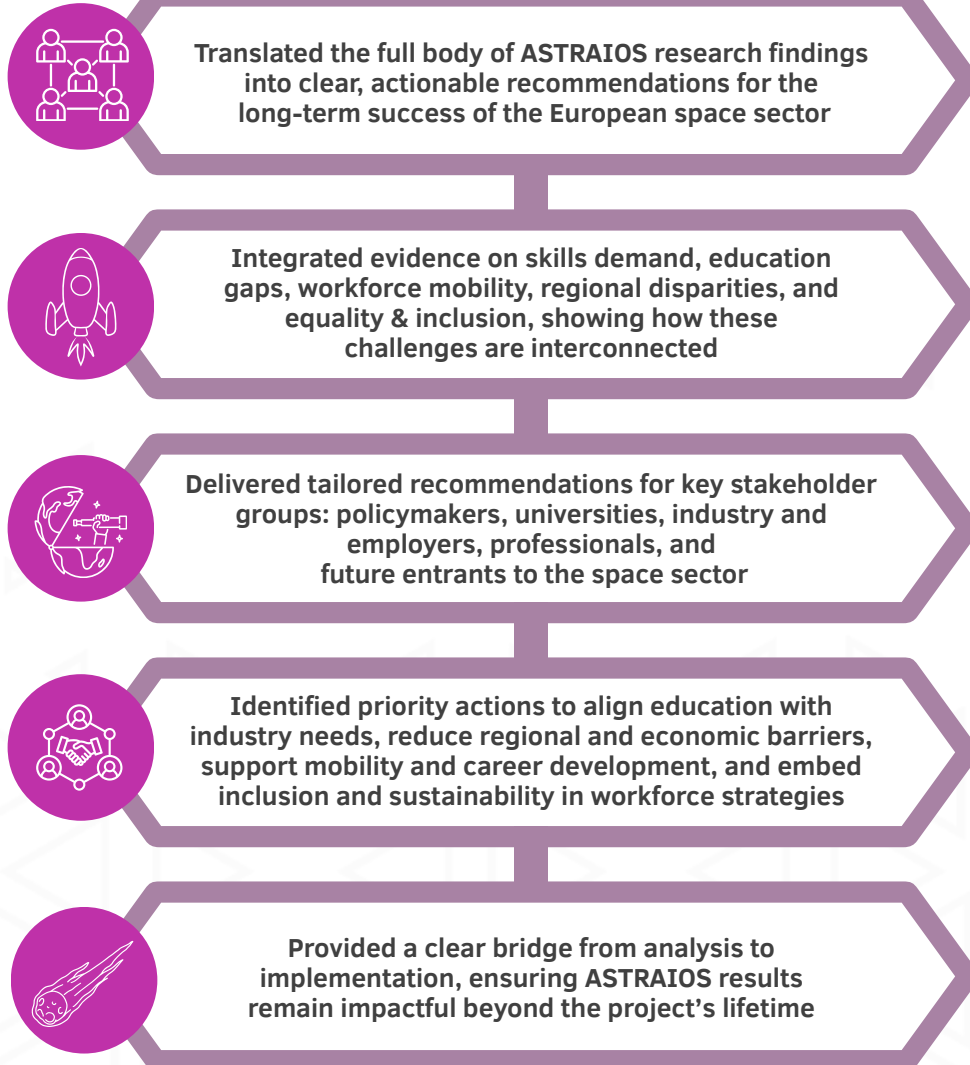 Translated the full body of ASTRAIOS research findings
into clear, actionable recommendations for the
long-term success of the European space sector
Integrated evidence on skills demand, education
gaps, workforce mobility, regional disparities, and
equality & inclusion, showing how these
challenges are interconnected
Delivered tailored recommendations for key stakeholder
groups: policymakers, universities, industry and
employers, professionals, and
future entrants to the space sector
Identified priority actions to align education with
industry needs, reduce regional and economic barriers,
support mobility and career development, and embed
inclusion and sustainability in workforce strategies
Provided a clear bridge from analysis to
implementation, ensuring ASTRAIOS results
remain impactful beyond the project’s lifetime